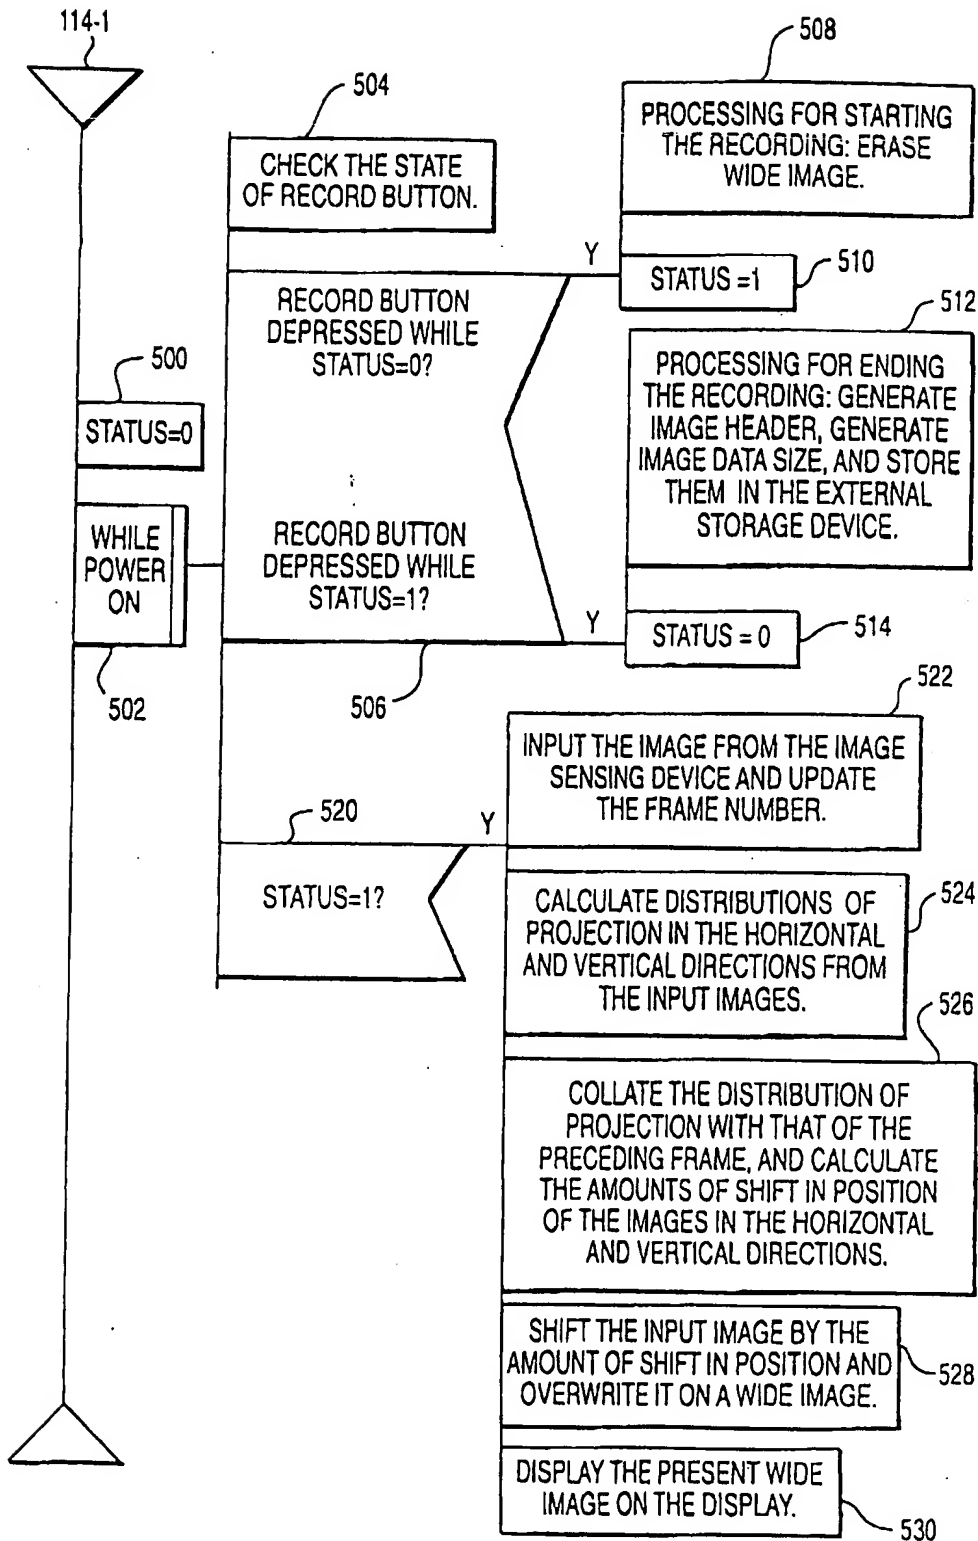 114-1
500
STATUS=0
WHILE
POWER
ON
502
504
CHECK THE STATE
OF RECORD BUTTON.
RECORD BUTTON
DEPRESSED WHILE
STATUS=0?
Y
RECORD BUTTON
DEPRESSED WHILE
STATUS=1?
Y
506
508
PROCESSING FOR STARTING
THE RECORDING: ERASE
WIDE IMAGE.
STATUS =1
510
512
PROCESSING FOR ENDING
THE RECORDING: GENERATE
IMAGE HEADER, GENERATE
IMAGE DATA SIZE, AND STORE
THEM IN THE EXTERNAL
STORAGE DEVICE.
STATUS = 0
514
520
STATUS=1?
Y
522
INPUT THE IMAGE FROM THE IMAGE
SENSING DEVICE AND UPDATE
THE FRAME NUMBER.
524
CALCULATE DISTRIBUTIONS OF
PROJECTION IN THE HORIZONTAL
AND VERTICAL DIRECTIONS FROM
THE INPUT IMAGES.
526
COLLATE THE DISTRIBUTION OF
PROJECTION WITH THAT OF THE
PRECEDING FRAME, AND CALCULATE
THE AMOUNTS OF SHIFT IN POSITION
OF THE IMAGES IN THE HORIZONTAL
AND VERTICAL DIRECTIONS.
SHIFT THE INPUT IMAGE BY THE
AMOUNT OF SHIFT IN POSITION AND
OVERWRITE IT ON A WIDE IMAGE.
528
DISPLAY THE PRESENT WIDE
IMAGE ON THE DISPLAY.
530